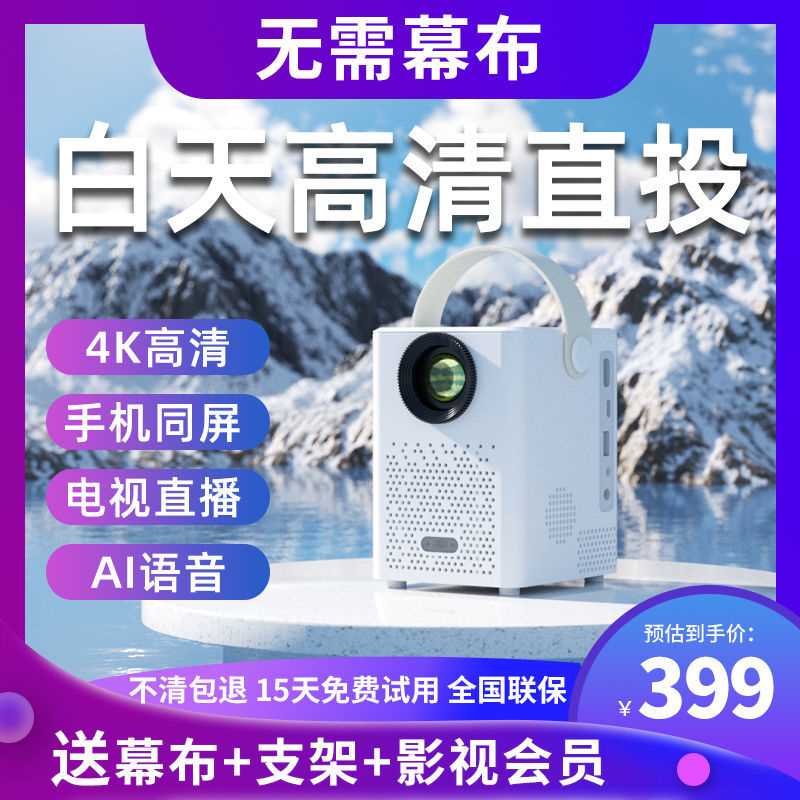 无需幕布
白天高清直投
4K高清
手机同屏
电视直播
AI语音
预估到手价：
¥399
不清包退 15天免费试用 全国联保
送幕布+支架+影视会员